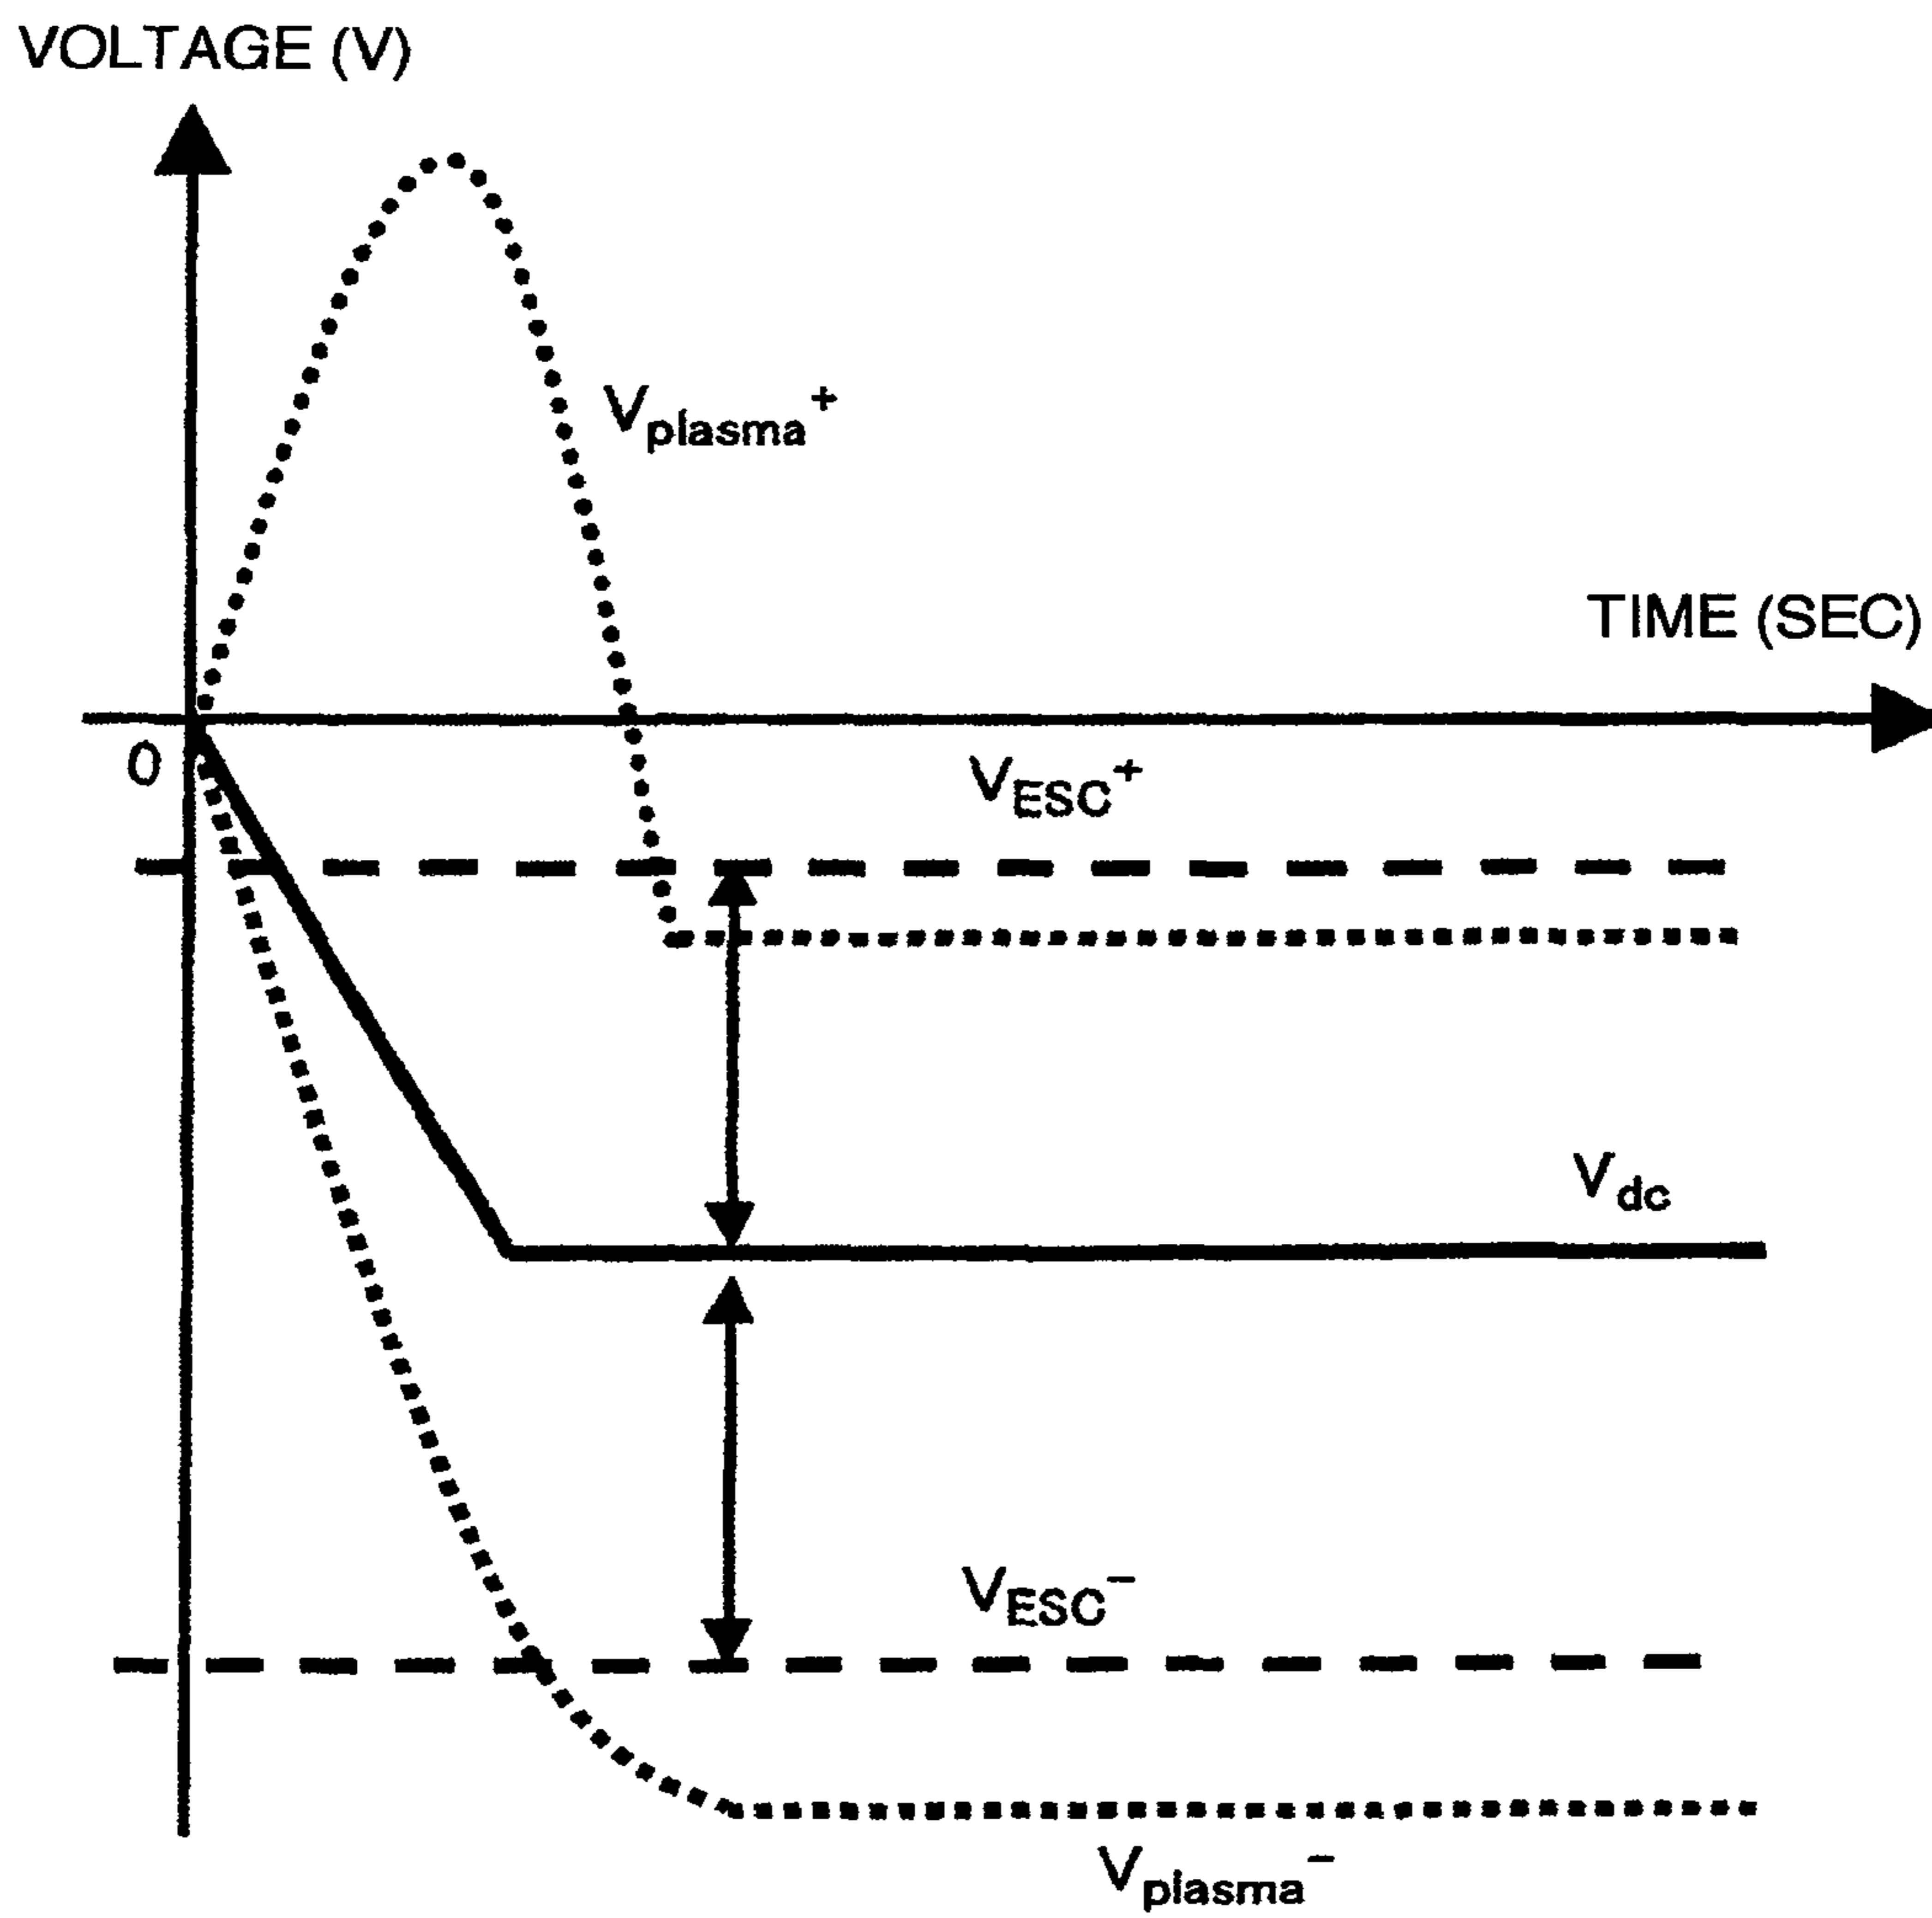 VOLTAGE (V)
Vplasma+
TIME (SEC)
0
VESC+
Vdc
VESC−
Vplasma−